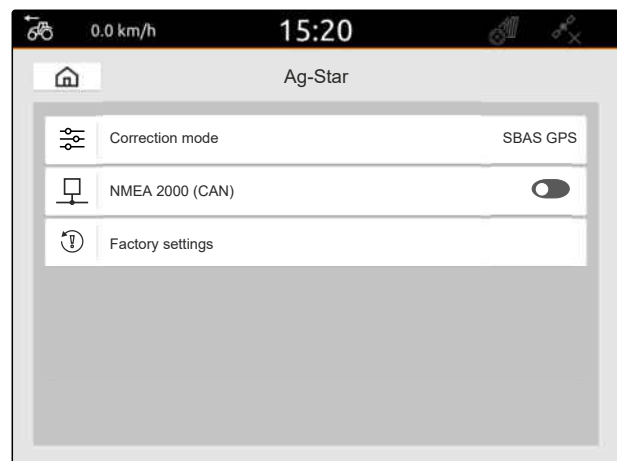 0.0 km/h 15:20
Ag-Star
Correction mode SBAS GPS
NMEA 2000 (CAN)
Factory settings